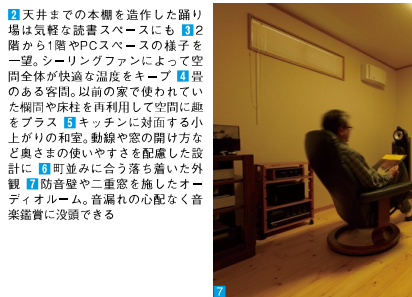 2 天井までの本棚を造作した踊り
場は気軽な読書スペースにも 3 2
階から1階やPCスペースの様子を
一望。シーリングファンによって空
間全体が快適な温度をキープ 4 畳
のある客間。以前の家で使われてい
た欄間や床柱を再利用して空間に趣
をプラス 5 キッチンに対面する小
上がりの和室。動線や窓の開け方な
ど奥さまの使いやすさを配慮した設
計に 6 町並みに合う落ち着いた外
観 7 防音壁や二重窓を施したオー
ディオルーム。音漏れの心配なく音
楽鑑賞に没頭できる
7